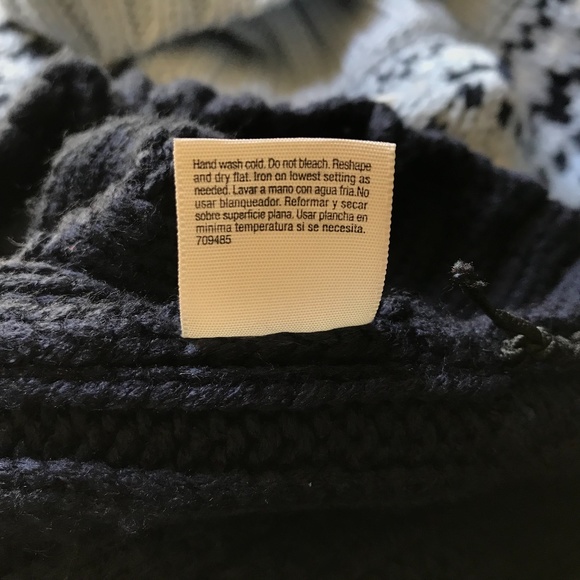 Hand wash cold. Do not bleach. Reshape
and dry flat. Iron on lowest setting as
needed. Lavar a mano con agua fria.No
usar blanqueador. Reformar y secar
sobre superficie plana. Usar plancha en
minima temperatura si se necesita.
709485